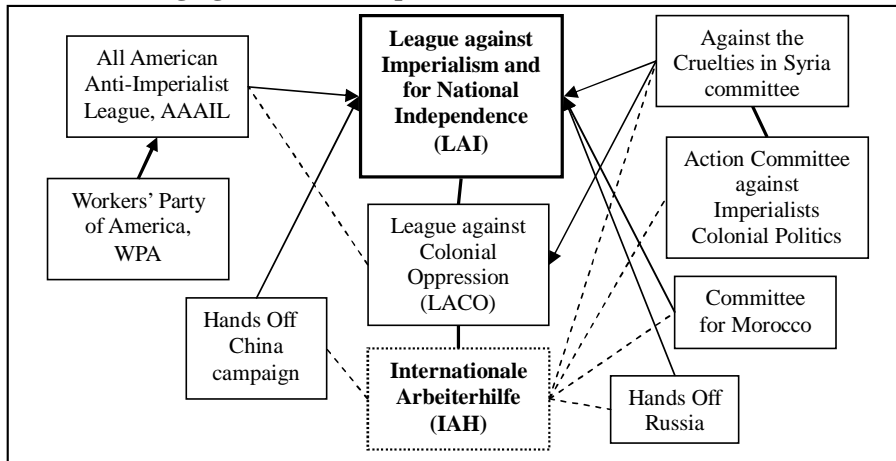 All American
Anti-Imperialist
League, AAAIL
League against
Imperialism and
for National
Independence
(LAI)
Against the
Cruelties in Syria
committee
Workers’ Party
of America,
WPA
League against
Colonial
Oppression
(LACO)
Action Committee
against
Imperialists
Colonial Politics
Hands Off
China
campaign
Internationale
Arbeiterhilfe
(IAH)
Committee
for Morocco
Hands Off
Russia